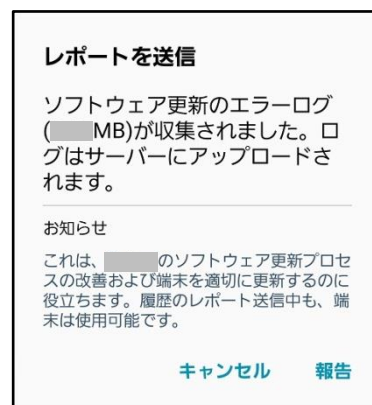 レポートを送信
ソフトウェア更新のエラーログ
(MB)が収集されました。ロ
グはサーバーにアップロードさ
れます。
お知らせ
これは、のソフトウェア更新プロセ
スの改善および端末を適切に更新するのに
役立ちます。履歴のレポート送信中も、端
末は使用可能です。
キャンセル 報告